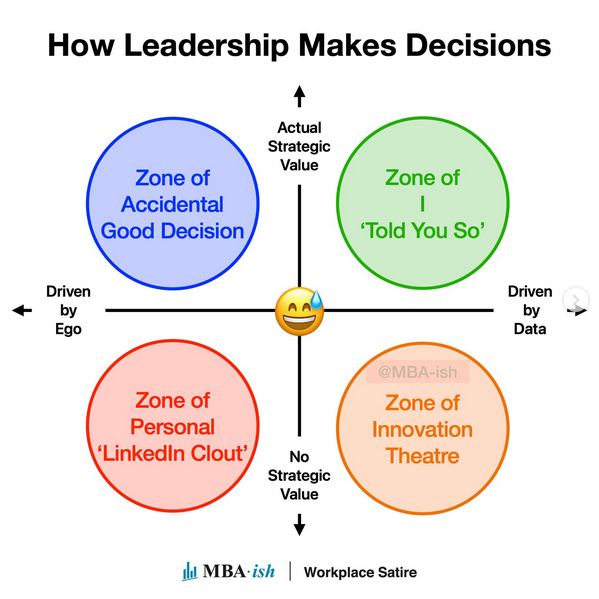 How Leadership Makes Decisions
Actual
Strategic
Value
Zone of
Accidental
Good Decision
Zone of
I
‘Told You So’
Driven
by
Ego
Driven
by
Data
@MBA-ish
Zone of
Personal
‘LinkedIn Clout’
Zone of
Innovation
Theatre
No
Strategic
Value
MBA·ish | Workplace Satire